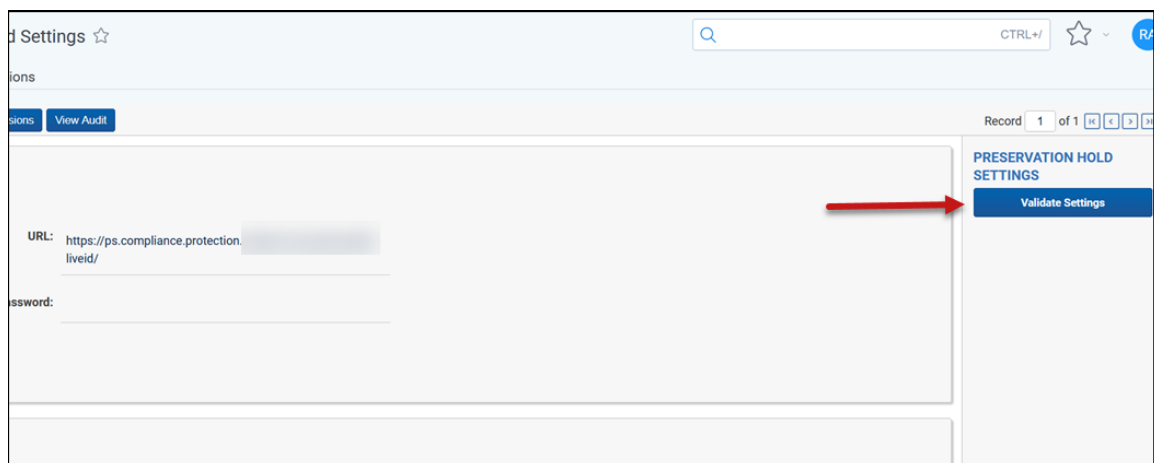 d Settings
CTRL+/
RA
ions
sions
View Audit
Record 1 of 1
PRESERVATION HOLD
SETTINGS
Validate Settings
URL:
https://ps.compliance.protection.
liveid/
assword: